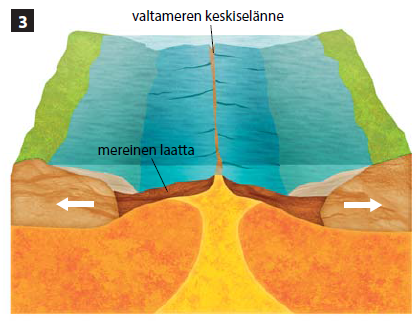 3
valtameren keskiselänne
mereinen laatta